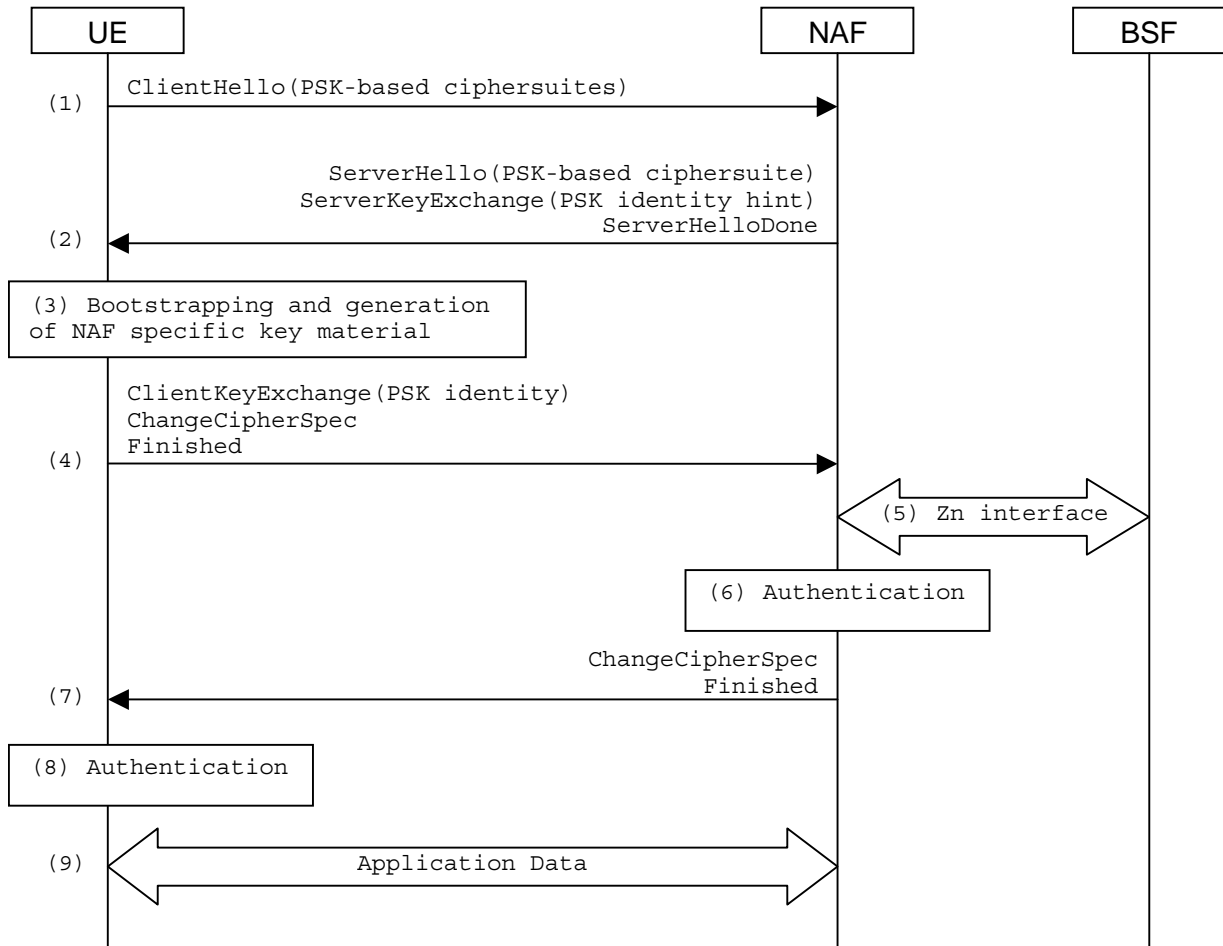 UE
NAF
BSF
ClientHello(PSK-based ciphersuites)
(1)
ServerHello(PSK-based ciphersuite)
ServerKeyExchange(PSK identity hint)
ServerHelloDone
(2)
(3) Bootstrapping and generation
of NAF specific key material
ClientKeyExchange(PSK identity)
ChangeCipherSpec
Finished
(4)
(5) Zn interface
(6) Authentication
ChangeCipherSpec
Finished
(7)
(8) Authentication
(9)
Application Data